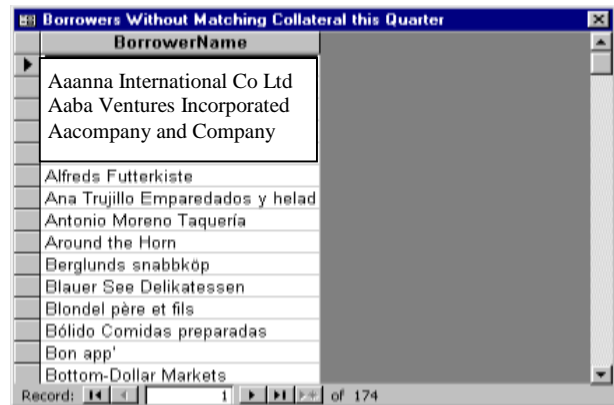 Borrowers Without Matching Collateral this Quarter
BorrowerName
Aaanna International Co Ltd
Aaba Ventures Incorporated
Aacompany and Company
Alfreds Futterkiste
Ana Trujillo Emparedados y helad
Antonio Moreno Taquería
Around the Horn
Berglunds snabbköp
Blauer See Delikatessen
Blondel père et fils
Bólido Comidas preparadas
Bon app'
Bottom-Dollar Markets
Record: 1 of 174